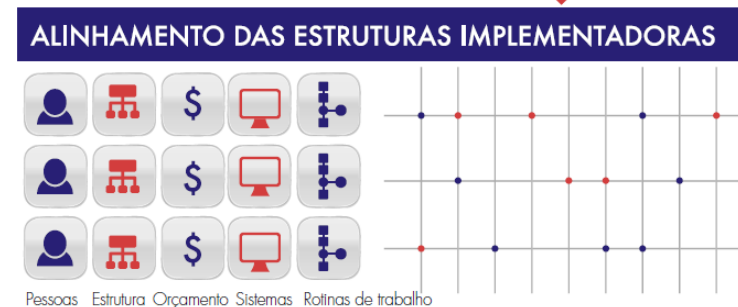 ALINHAMENTO DAS ESTRUTURAS IMPLEMENTADORAS
$
$
$
Pessoas Estrutura Orçamento Sistemas Rotinas de trabalho